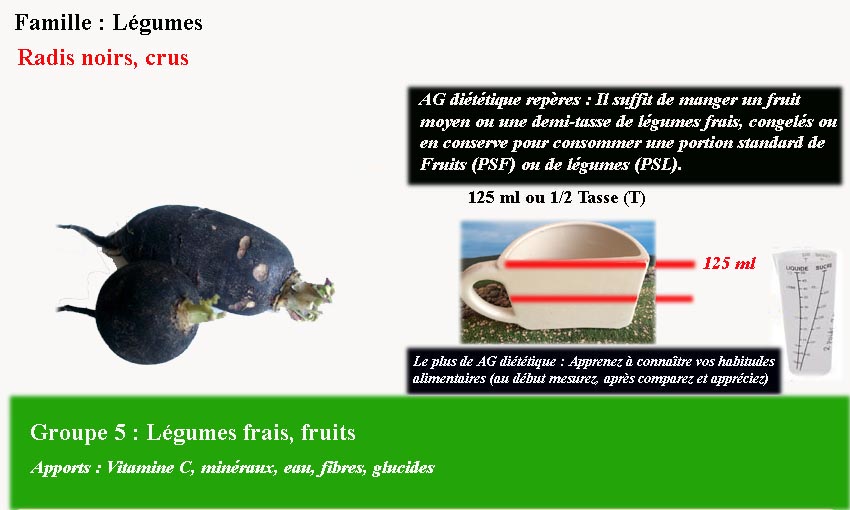 Famille : Légumes
Radis noirs, crus
AG diététique repères : Il suffit de manger un fruit
moyen ou une demi-tasse de légumes frais, congelés ou
en conserve pour consommer une portion standard de
Fruits (PSF) ou de légumes (PSL).
125 ml ou 1/2 Tasse (T)
125 ml
LIQUIDE SUCRE
Le plus de AG diététique : Apprenez à connaître vos habitudes
alimentaires (au début mesurez, après comparez et appréciez)
Groupe 5 : Légumes frais, fruits
Apports : Vitamine C, minéraux, eau, fibres, glucides